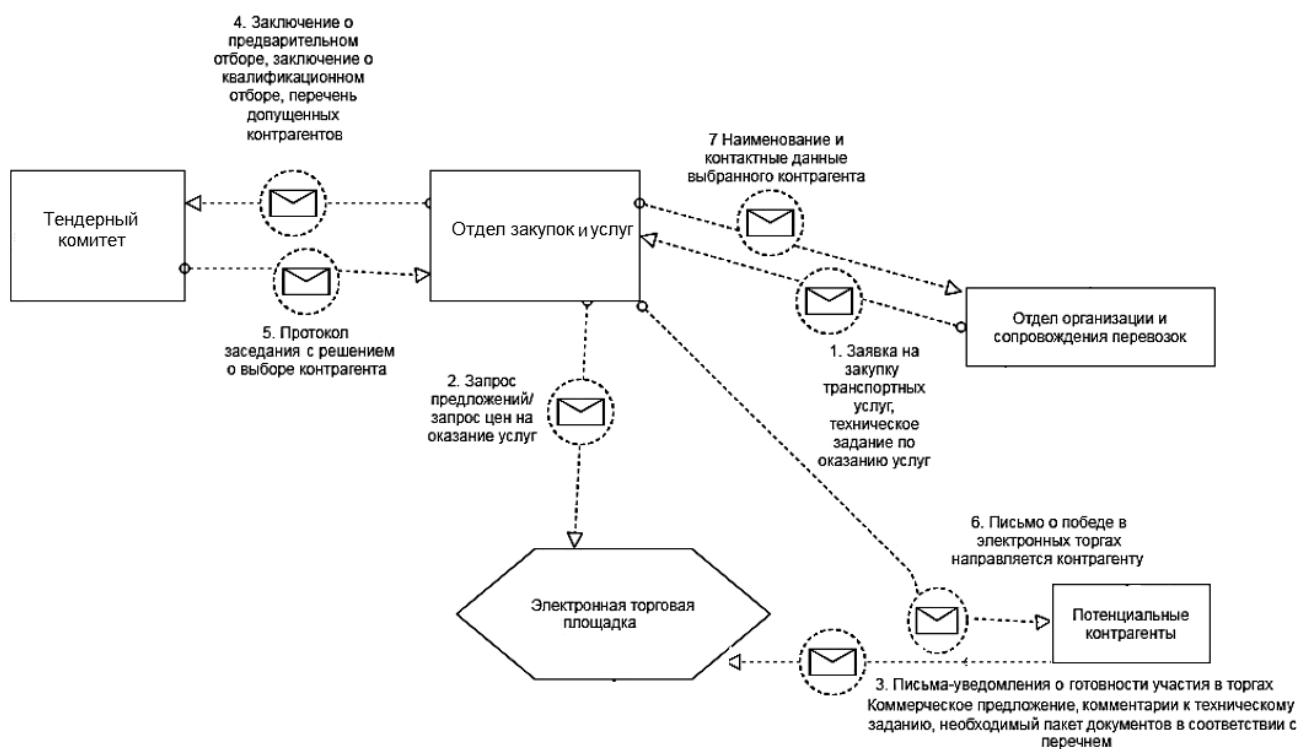 4. Заключение о
предварительном
отборе, заключение о
квалификационном
отборе, перечень
допущенных
контрагентов
7 Наименование и
контактные данные
выбранного контрагента
Тендерный
комитет
Отдел закупок и услуг
5. Протокол
заседания с решением
о выборе контрагента
Отдел организации и
сопровождения перевозок
2. Запрос
предложений/
запрос цен на
оказание услуг
1. Заявка на
закупку
транспортных
услуг,
техническое
задание по
оказанию услуг
6. Письмо о победе в
электронных торгах
направляется контрагенту
Электронная торговая
площадка
Потенциальные
контрагенты
3. Письма-уведомления о готовности участия в торгах
Коммерческое предложение, комментарии к техническому
заданию, необходимый пакет документов в соответствии с
перечнем